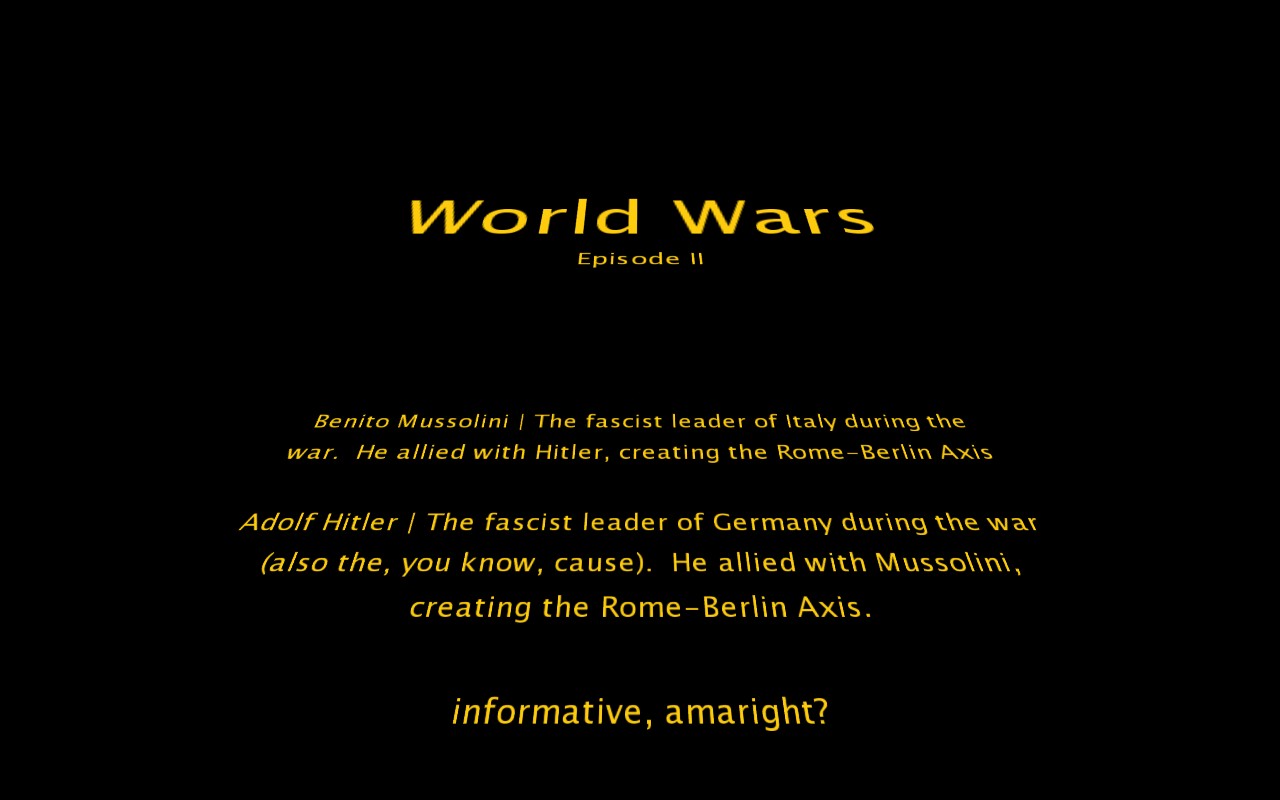 World Wars
Episode II
Benito Mussolini | The fascist leader of Italy during the
war.  He allied with Hitler, creating the Rome-Berlin Axis
Adolf Hitler | The fascist leader of Germany during the war
(also the, you know, cause).  He allied with Mussolini,
creating the Rome-Berlin Axis.
informative, amaright?